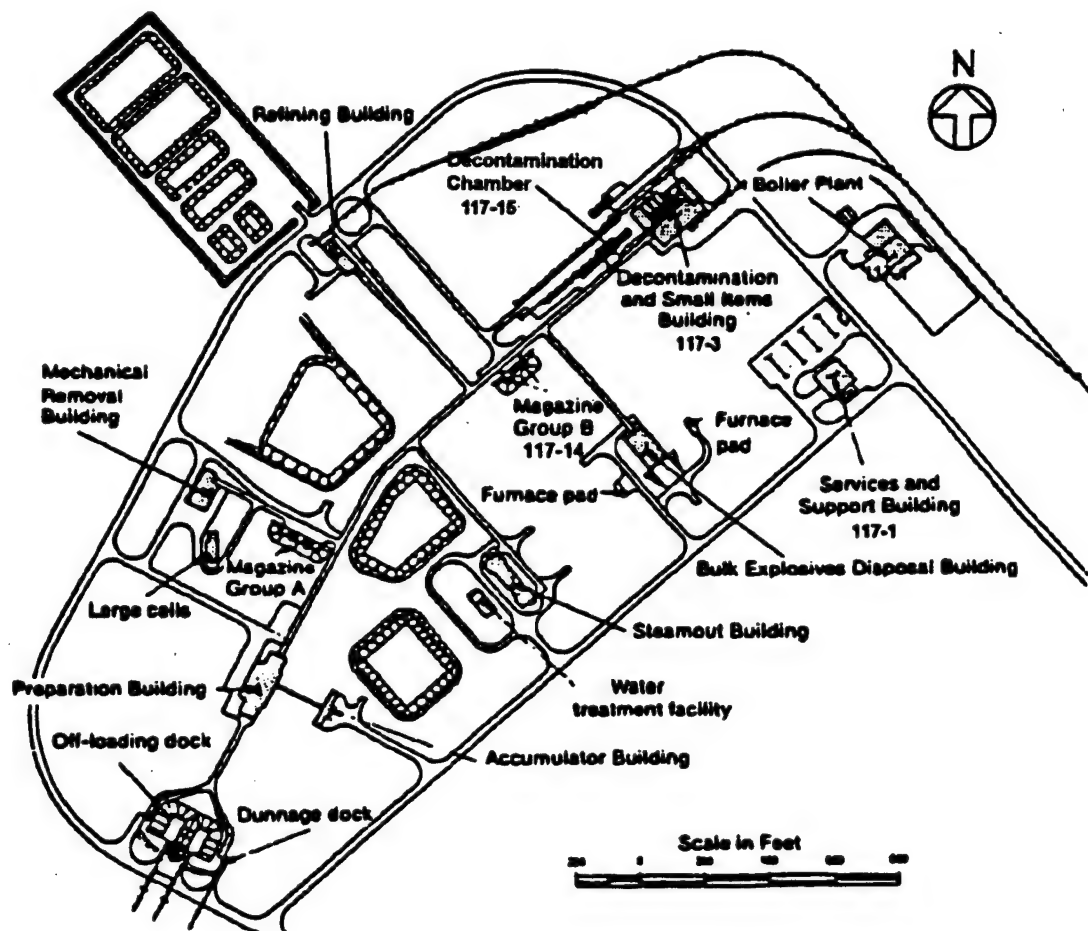 N
Refining Building
Decontamination
Chamber
117-15
Boiler Plant
Decontamination
and Small Items
Building
117-3
Mechanical
Removal
Building
Magazine
Group B
117-14
Furnace
pad
Furnace pad
Services and
Support Building
117-1
Magazine
Group A
Bulk Explosives Disposal Building
Large cells
Steamout Building
Preparation Building
Water
treatment facility
Off-loading dock
Accumulator Building
Dunnage dock
Scale in Feet
0